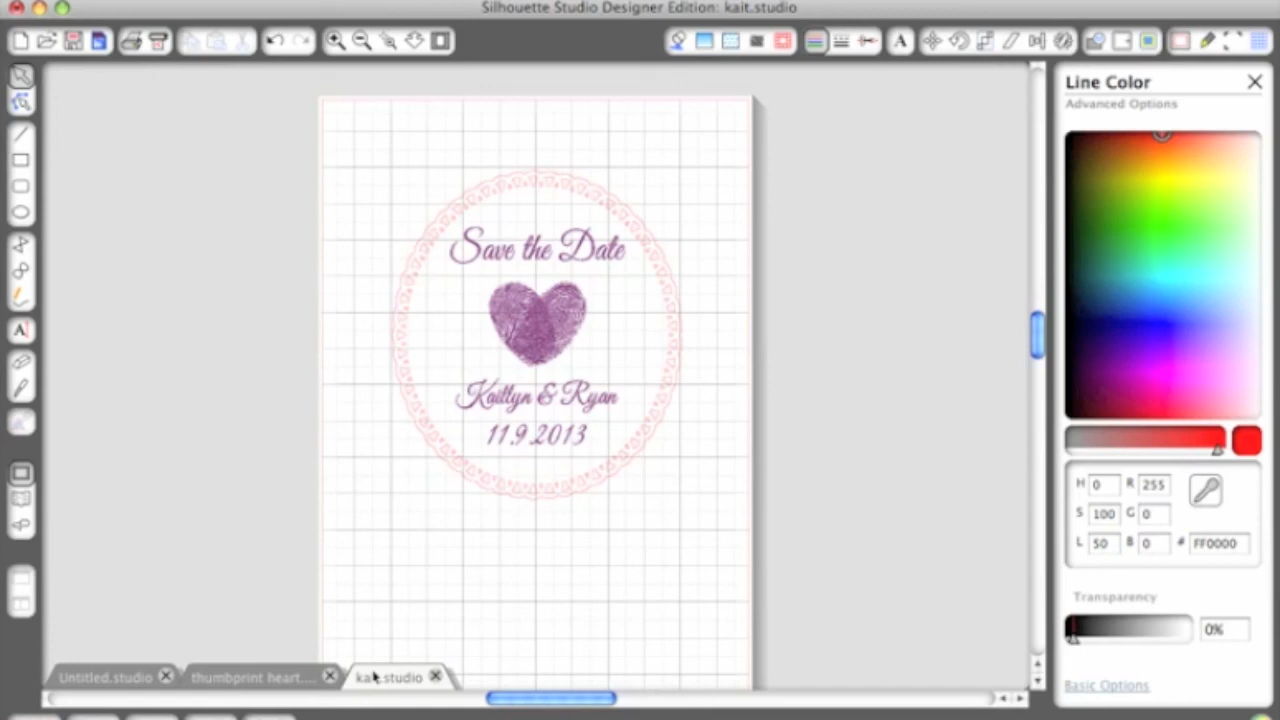 Silhouette Studio Designer Edition: kait.studio
A
A
Line Color
Advanced Options
Save the Date
Kaitlyn & Ryan
11.9.2013
H 0 R 255
S 100 G 0
L 50 B 0 # FF0000
Transparency
0%
Basic Options
Untitled.studio
thumbprint heart....
kait.studio